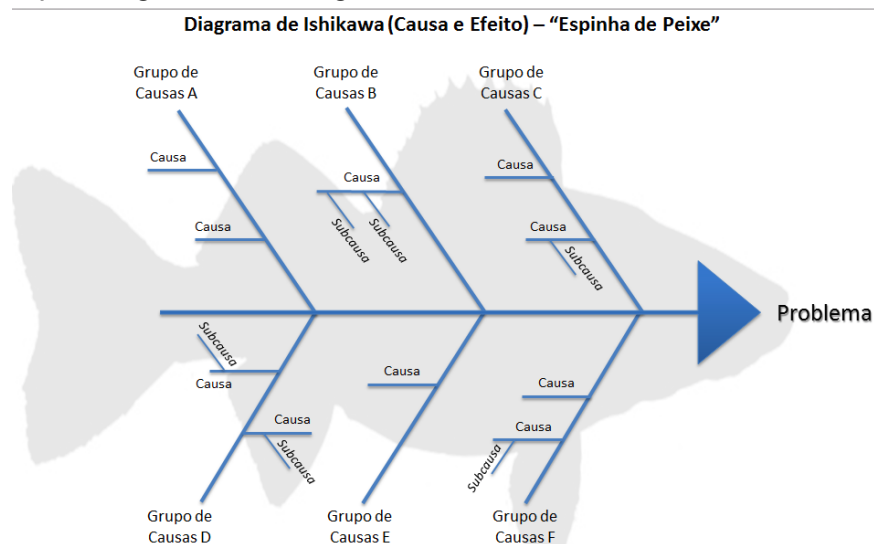 Diagrama de Ishikawa (Causa e Efeito) – “Espinha de Peixe”
Grupo de
Causas A
Grupo de
Causas B
Grupo de
Causas C
Causa
Causa
Causa
Subcausa
Subcausa
Causa
Causa
Subcausa
Problema
Subcausa
Causa
Causa
Subcausa
Causa
Causa
Causa
Subcausa
Grupo de
Causas D
Grupo de
Causas E
Grupo de
Causas F